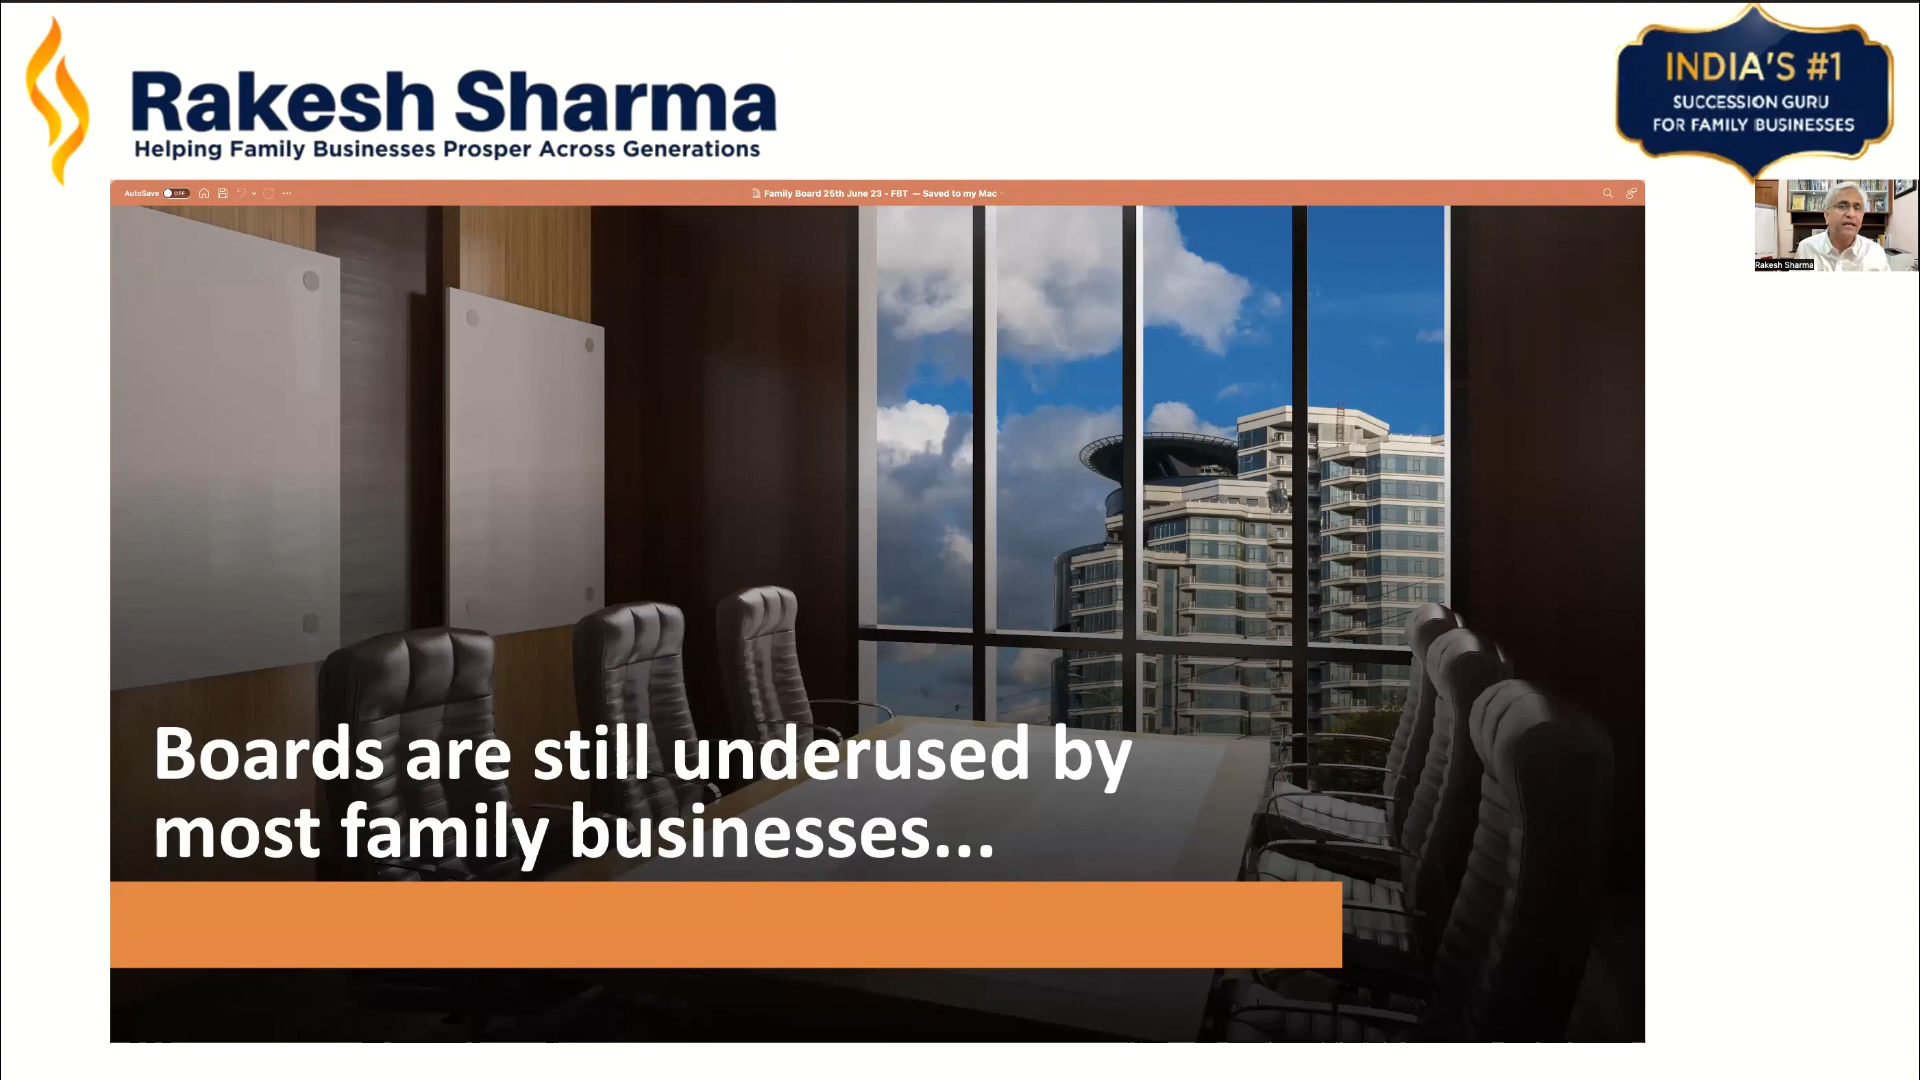 Rakesh Sharma
Helping Family Businesses Prosper Across Generations
INDIA'S #1
SUCCESSION GURU
FOR FAMILY BUSINESSES
AutoSave OFF
Family Board 25th June 23 - FBT — Saved to my Mac
Rakesh Sharma
Boards are still underused by
most family businesses...